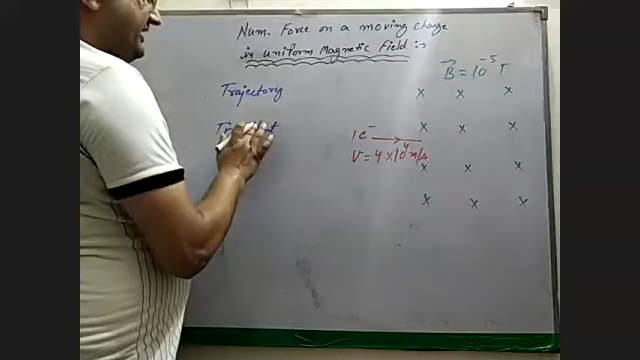 Num. Force on a moving charge
in uniform Magnetic Field :-
B⃗ = 10⁻⁵ T
Trajectory
x x x
1e⁻
x x
V = 4 × 10⁴ m/s
x x x
x x x